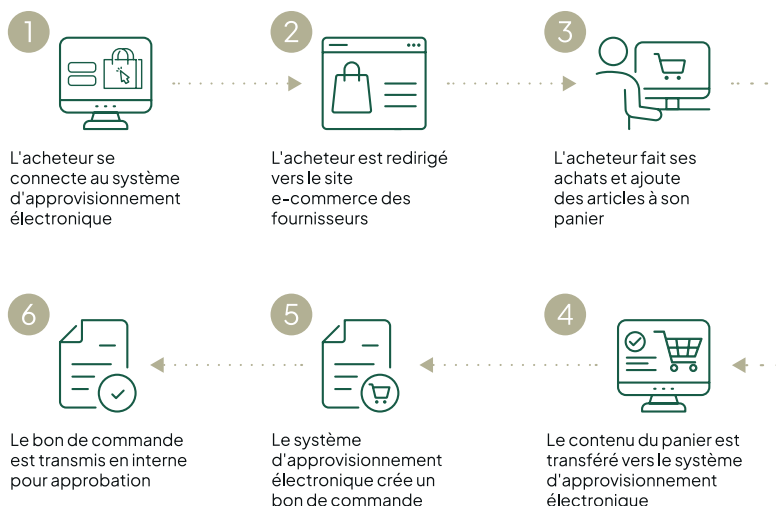 1
L'acheteur se
connecte au système
d'approvisionnement
électronique
2
L'acheteur est redirigé
vers le site
e-commerce des
fournisseurs
3
L'acheteur fait ses
achats et ajoute
des articles à son
panier
4
Le contenu du panier est
transféré vers le système
d'approvisionnement
électronique
5
Le système
d'approvisionnement
électronique crée un
bon de commande
6
Le bon de commande
est transmis en interne
pour approbation